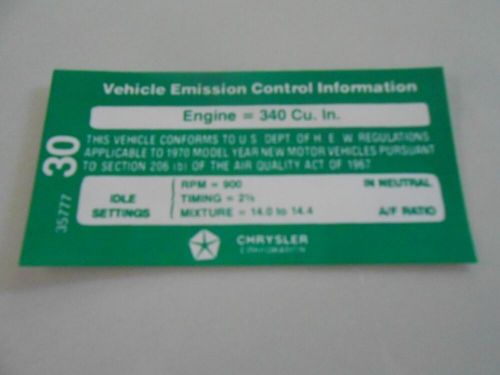 Vehicle Emission Control Information
Engine = 340 Cu. In.
THIS VEHICLE CONFORMS TO U.S. DEPT. OF H. E. W. REGULATIONS
APPLICABLE TO 1970 MODEL YEAR NEW MOTOR VEHICLES PURSUANT
TO SECTION 206 (b) OF THE AIR QUALITY ACT OF 1967
30
35777
IDLE
SETTINGS
RPM = 900 IN NEUTRAL
TIMING = 2½
MIXTURE = 14.0 to 14.4 A/F RATIO
CHRYSLER
CORPORATION